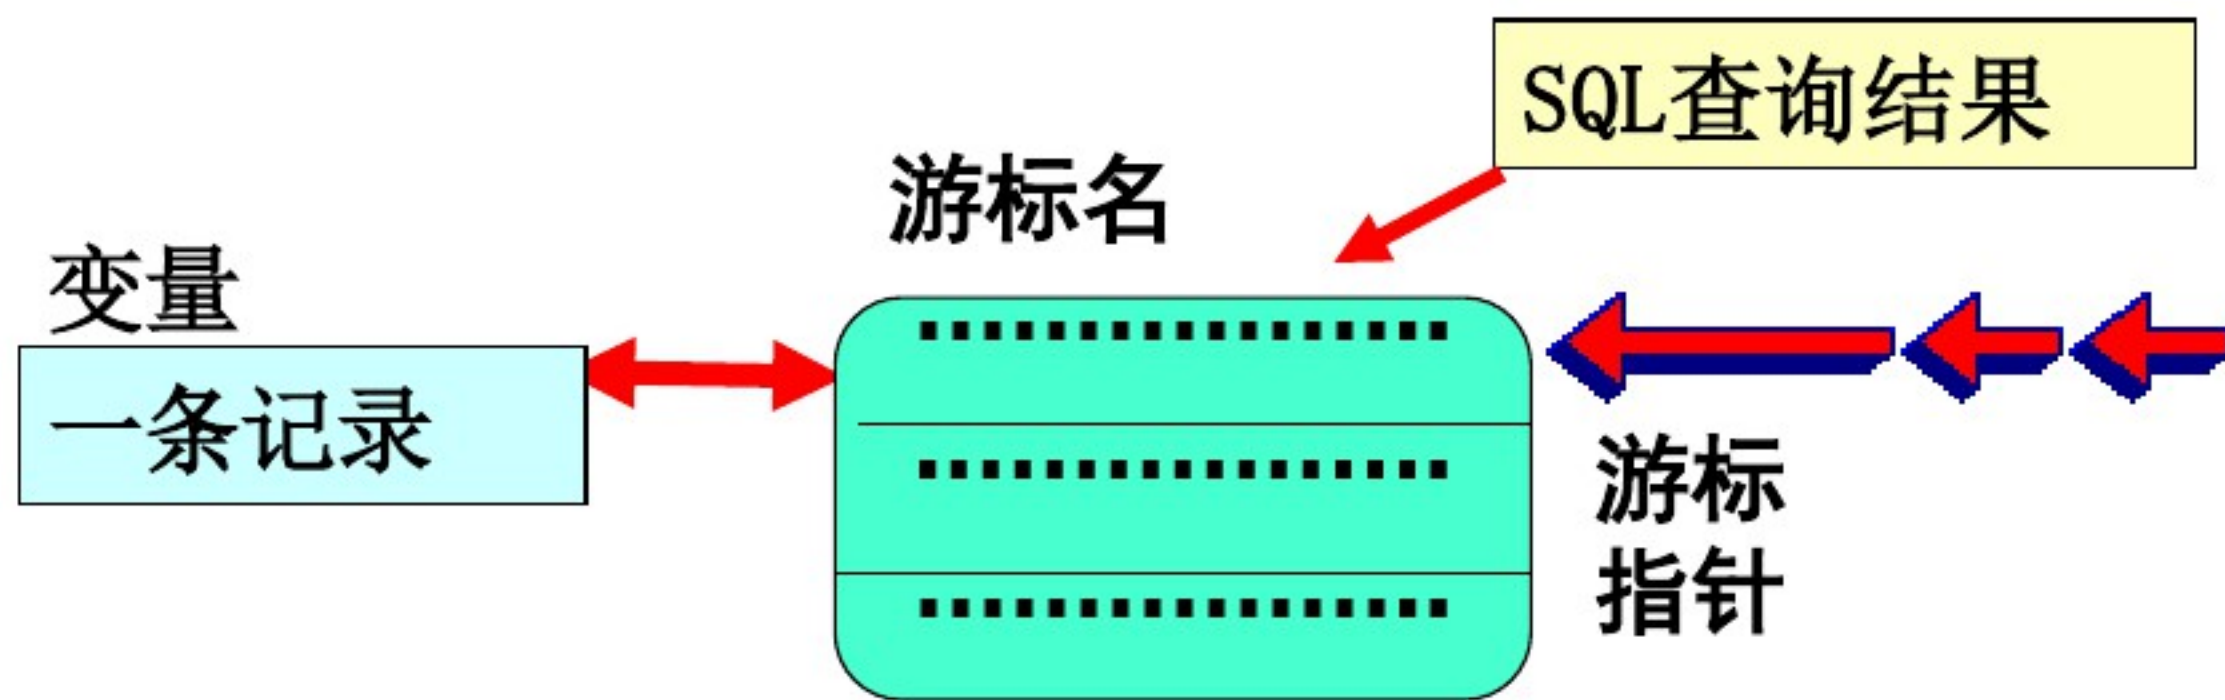 SQL查询结果
游标名
变量
一条记录
游标
指针